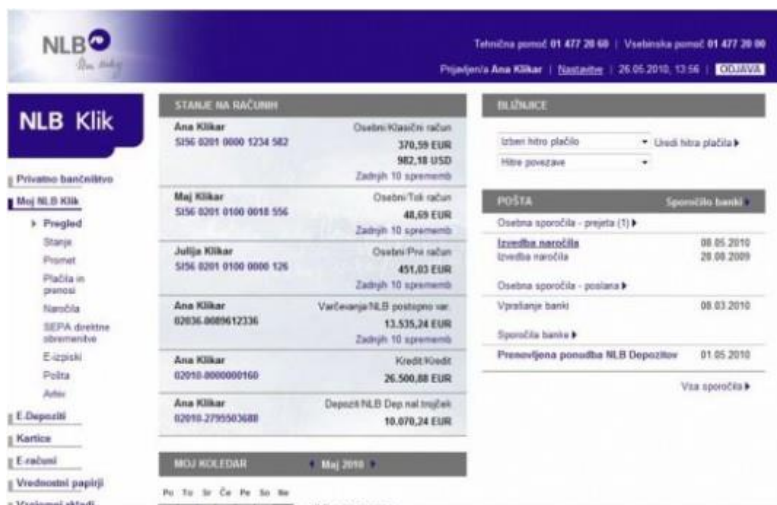 NLB
Tehnična pomoč 01 477 20 60 | Vsebinska pomoč 01 477 20 00
Prijavljen/a Ana Klikar | Nastavitve | 26.05.2010, 13:56 | ODJAVA
NLB Klik
Privatno bančništvo
Moj NLB Klik
Pregled
Stanje
Promet
Plačila in
prenosi
Naročila
SEPA direktne
obremenitve
E-izpiski
Pošta
Arhiv
E-Depoziti
Kartice
E-računi
Vrednostni papirji
Vzajemni skladi
STANJE NA RAČUNIH
Ana Klikar Osebni/Klasični račun
SI56 0201 0000 1234 582 370,59 EUR
982,18 USD
Zadnjih 10 sprememb
Maj Klikar Osebni/Toli račun
SI56 0201 0100 0018 556 48,69 EUR
Zadnjih 10 sprememb
Julija Klikar Osebni/Prvi račun
SI56 0201 0100 0000 126 451,03 EUR
Zadnjih 10 sprememb
Ana Klikar Varčevanja/NLB postopno var.
02036-0089612336 13.535,24 EUR
Zadnjih 10 sprememb
Ana Klikar Kredit/Kredit
02010-0000000160 26.500,88 EUR
Ana Klikar Depozit/NLB Dep.nal.trojček
02010-2795503688 10.070,24 EUR
MOJ KOLEDAR Maj 2010
Po To Sr Če Pe So Ne
BLIŽNJICE
Izberi hitro plačilo Uredi hitra plačila
Hitre povezave
POŠTA Sporočilo banki
Osebna sporočila - prejeta (1)
Izvedba naročila 08.05.2010
Izvedba naročila 28.08.2009
Osebna sporočila - poslana
Vprašanje banki 08.03.2010
Sporočila banke
Prenovljena ponudba NLB Depozitov 01.05.2010
Vsa sporočila